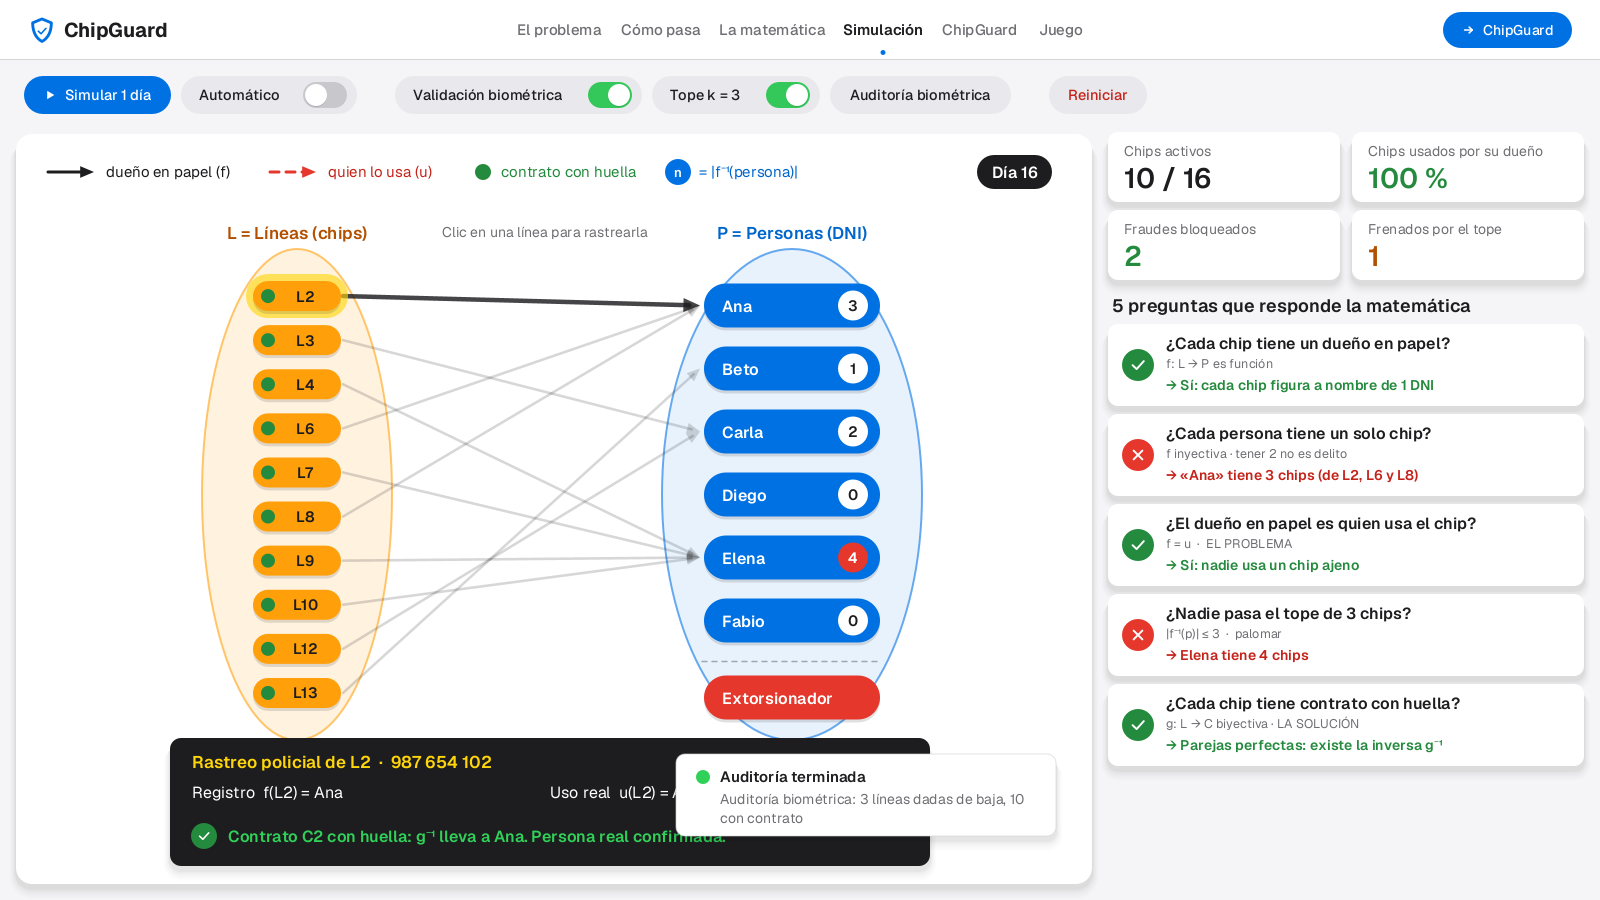 ChipGuard
El problema Cómo pasa La matemática Simulación ChipGuard Juego
→ ChipGuard
Simular 1 día
Automático
Validación biométrica
Tope k = 3
Auditoría biométrica
Reiniciar
dueño en papel (f)
quien lo usa (u)
contrato con huella
n = |f⁻¹(persona)|
Día 16
L = Líneas (chips)
Clic en una línea para rastrearla
P = Personas (DNI)
L2
L3
L4
L6
L7
L8
L9
L10
L12
L13
Ana 3
Beto 1
Carla 2
Diego 0
Elena 4
Fabio 0
Extorsionador
Rastreo policial de L2 · 987 654 102
Registro f(L2) = Ana
Uso real u(L2) =
Contrato C2 con huella: g⁻¹ lleva a Ana. Persona real confirmada.
Auditoría terminada
Auditoría biométrica: 3 líneas dadas de baja, 10
con contrato
Chips activos
10 / 16
Chips usados por su dueño
100 %
Fraudes bloqueados
2
Frenados por el tope
1
5 preguntas que responde la matemática
¿Cada chip tiene un dueño en papel?
f: L → P es función
→ Sí: cada chip figura a nombre de 1 DNI
¿Cada persona tiene un solo chip?
f inyectiva · tener 2 no es delito
→ «Ana» tiene 3 chips (de L2, L6 y L8)
¿El dueño en papel es quien usa el chip?
f = u · EL PROBLEMA
→ Sí: nadie usa un chip ajeno
¿Nadie pasa el tope de 3 chips?
|f⁻¹(p)| ≤ 3 · palomar
→ Elena tiene 4 chips
¿Cada chip tiene contrato con huella?
g: L → C biyectiva · LA SOLUCIÓN
→ Parejas perfectas: existe la inversa g⁻¹